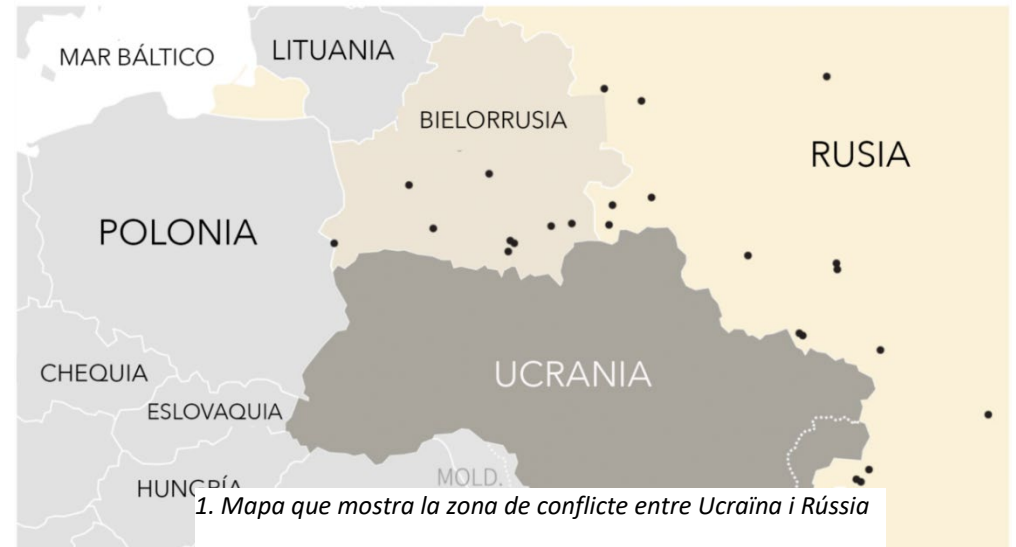 MAR BÁLTICO
LITUANIA
BIELORRUSIA
RUSIA
POLONIA
UCRANIA
CHEQUIA
ESLOVAQUIA
MOLD.
HUNGRÍA
1. Mapa que mostra la zona de conflicte entre Ucraïna i Rússia